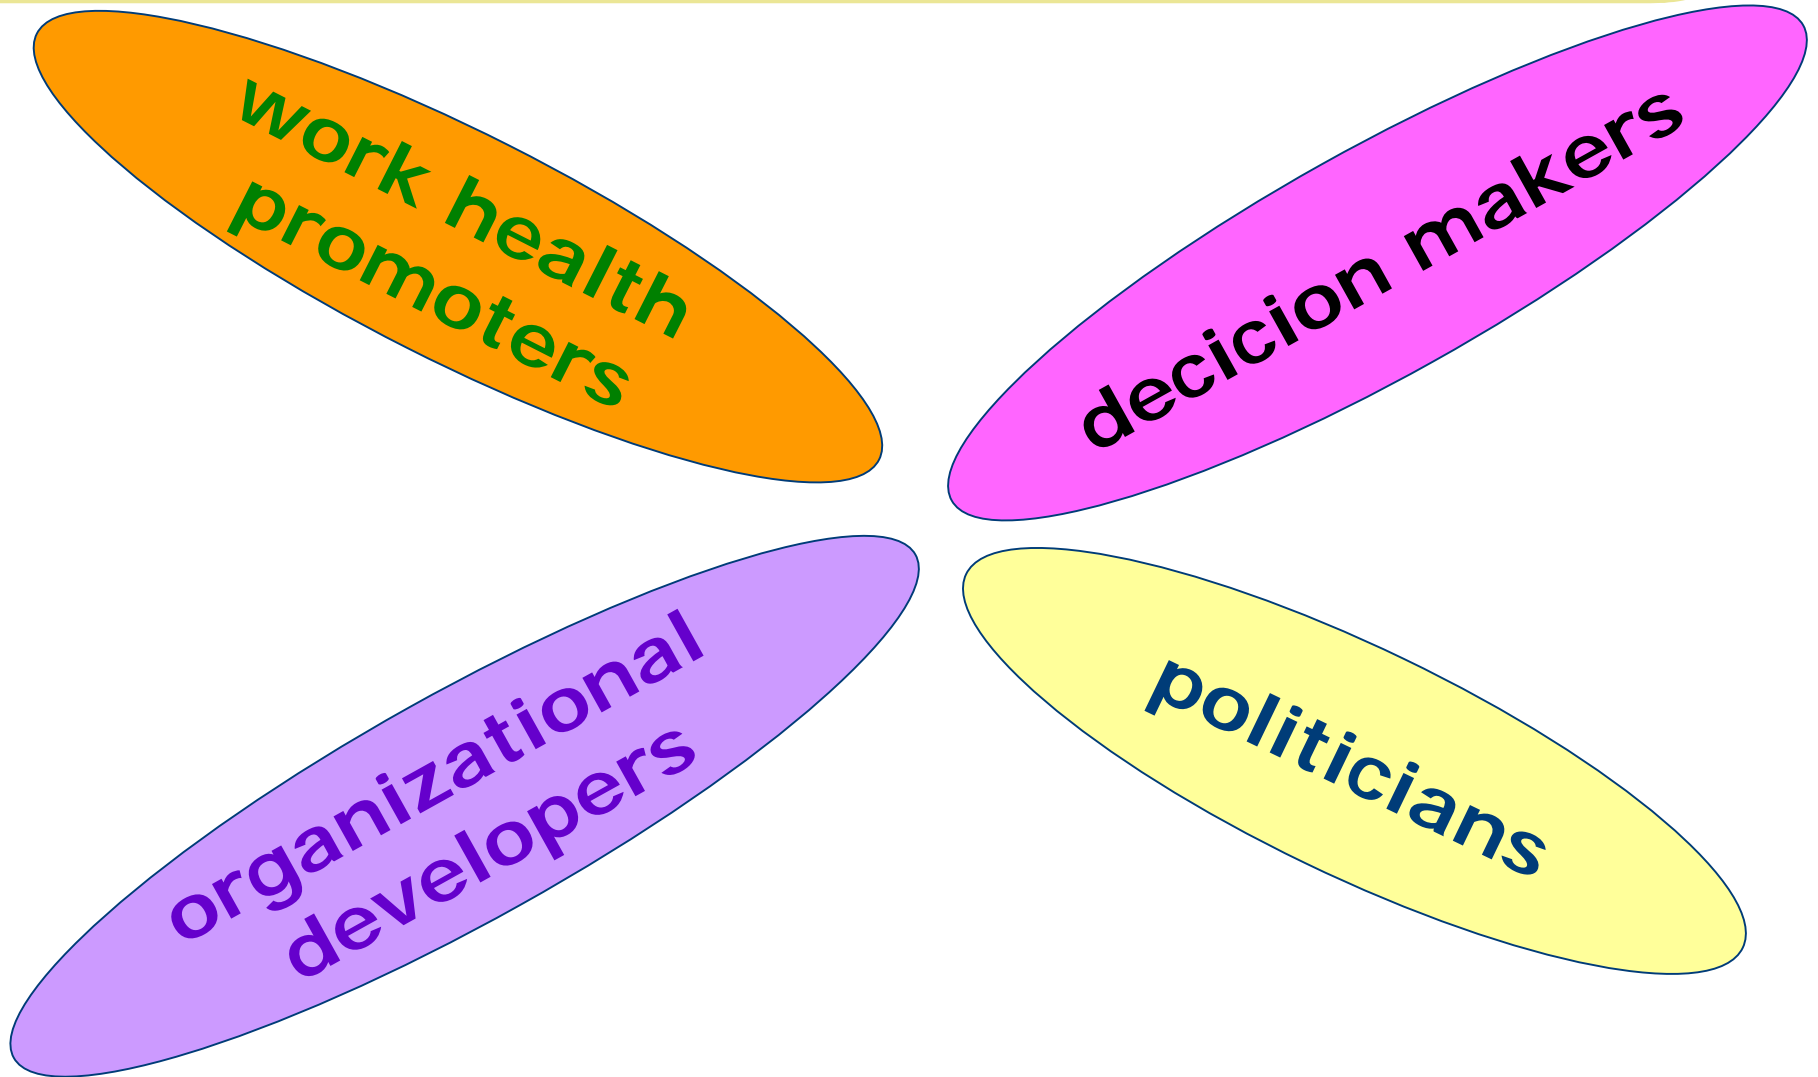 work health
promoters
decicion makers
organizational
developers
politicians